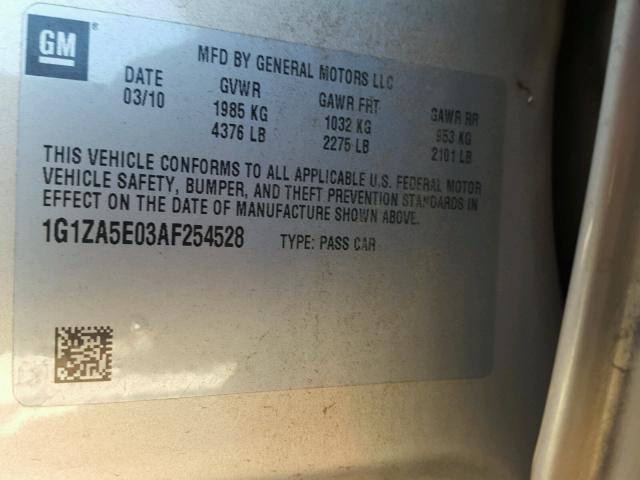 GM ®
MFD BY GENERAL MOTORS LLC
DATE GVWR GAWR FRT GAWR RR
03/10 1985 KG 1032 KG 953 KG
4376 LB 2275 LB 2101 LB
THIS VEHICLE CONFORMS TO ALL APPLICABLE U.S. FEDERAL MOTOR
VEHICLE SAFETY, BUMPER, AND THEFT PREVENTION STANDARDS IN
EFFECT ON THE DATE OF MANUFACTURE SHOWN ABOVE.
1G1ZA5E03AF254528 TYPE: PASS CAR